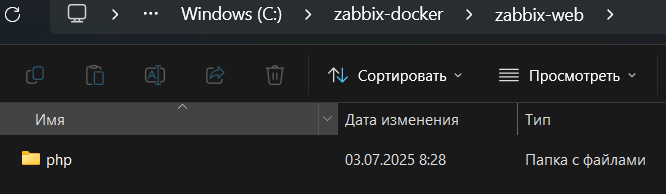 Windows (C:) zabbix-docker zabbix-web
Сортировать Просмотреть
Имя Дата изменения Тип
php 03.07.2025 8:28 Папка с файлами